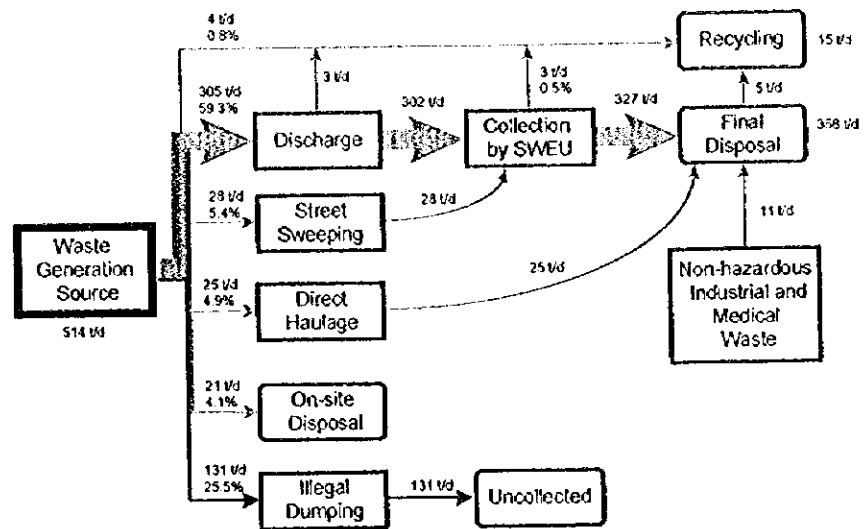 4 t/d
0.8%
Recycling
15 t/d
305 t/d
59.3%
3 t/d
302 t/d
3 t/d
0.5%
327 t/d
5 t/d
Discharge
Collection
by SWEU
Final
Disposal
358 t/d
28 t/d
5.4%
Street
Sweeping
28 t/d
11 t/d
Waste
Generation
Source
514 t/d
25 t/d
4.9%
Direct
Haulage
25 t/d
Non-hazardous
Industrial and
Medical
Waste
21 t/d
4.1%
On-site
Disposal
131 t/d
25.5%
Illegal
Dumping
131 t/d
Uncollected